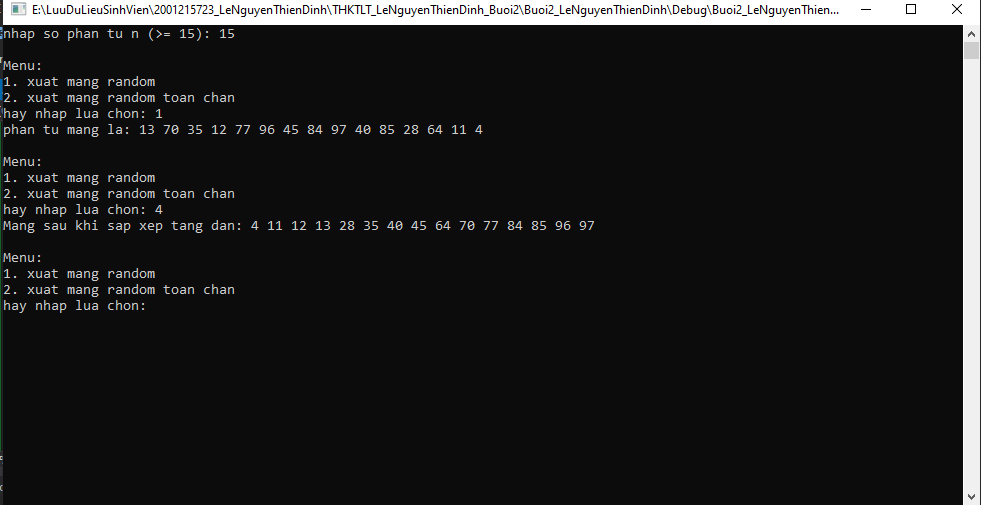 E:\LuuDuLieuSinhVien\2001215723_LeNguyenThienDinh\THKTLT_LeNguyenThienDinh_Buoi2\Buoi2_LeNguyenThienDinh\Debug\Buoi2_LeNguyenThien...
nhap so phan tu n (>= 15): 15
Menu:
1. xuat mang random
2. xuat mang random toan chan
hay nhap lua chon: 1
phan tu mang la: 13 70 35 12 77 96 45 84 97 40 85 28 64 11 4
Menu:
1. xuat mang random
2. xuat mang random toan chan
hay nhap lua chon: 4
Mang sau khi sap xep tang dan: 4 11 12 13 28 35 40 45 64 70 77 84 85 96 97
Menu:
1. xuat mang random
2. xuat mang random toan chan
hay nhap lua chon: